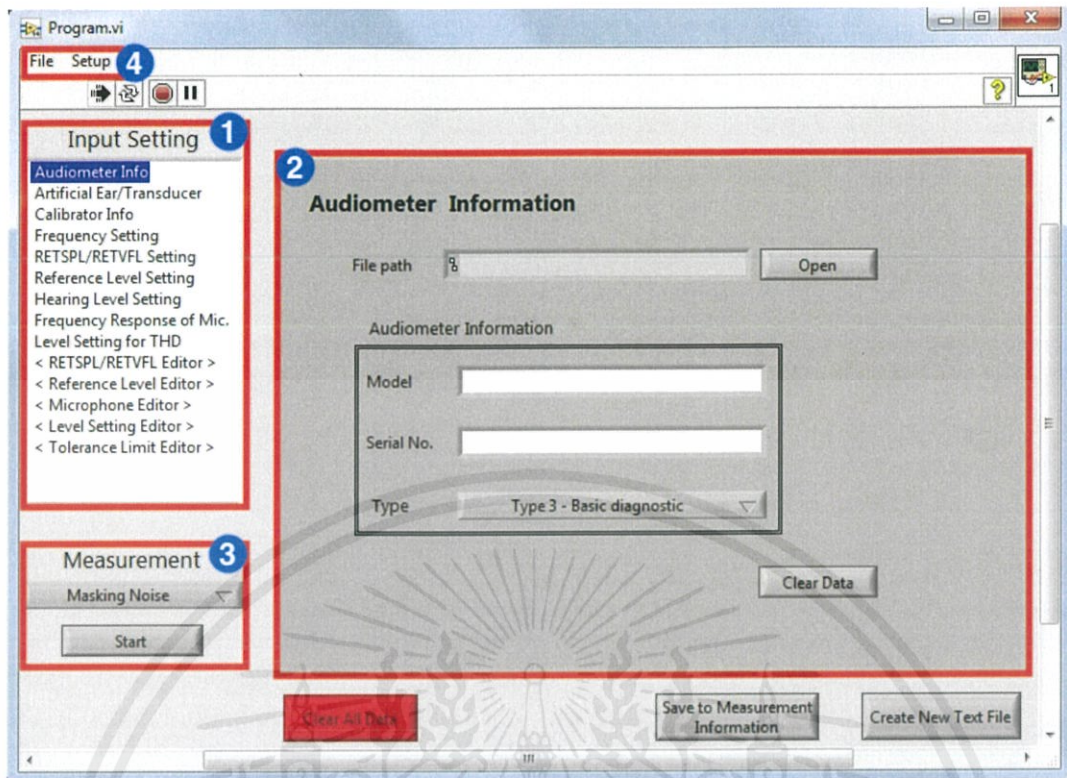 Program.vi
File Setup 4
1
Input Setting 1
Audiometer Info
Artificial Ear/Transducer
Calibrator Info
Frequency Setting
RETSPL/RETVFL Setting
Reference Level Setting
Hearing Level Setting
Frequency Response of Mic.
Level Setting for THD
< RETSPL/RETVFL Editor >
< Reference Level Editor >
< Microphone Editor >
< Level Setting Editor >
< Tolerance Limit Editor >
Measurement 3
Masking Noise
Start
2
Audiometer Information
File path Open
Audiometer Information
Model
Serial No.
Type Type 3 - Basic diagnostic
Clear Data
Clear All Data
Save to Measurement
Information
Create New Text File